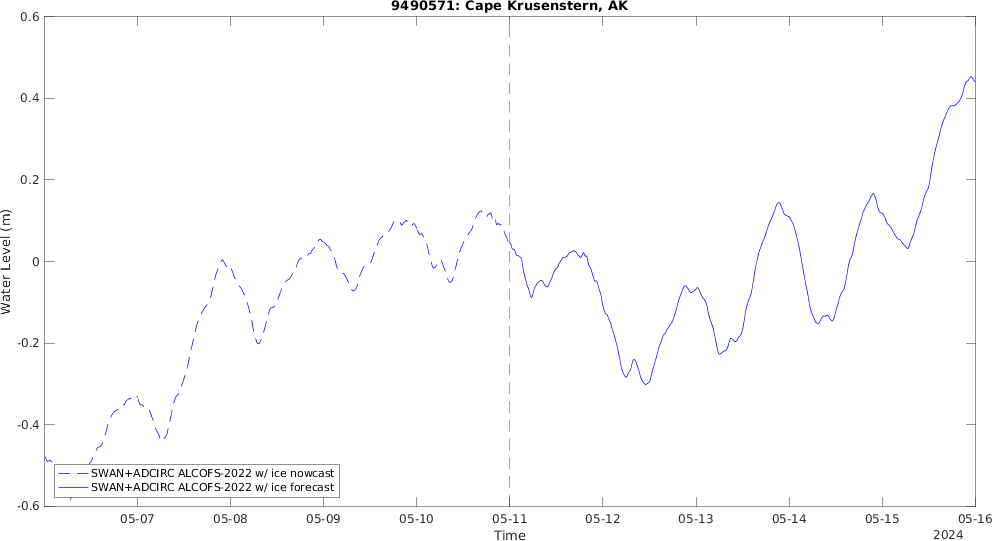 9490571: Cape Krusenstern, AK
0.6
0.4
0.2
0
-0.2
-0.4
-0.6
Water Level (m)
SWAN+ADCIRC ALCOFS-2022 w/ ice nowcast
SWAN+ADCIRC ALCOFS-2022 w/ ice forecast
05-07 05-08 05-09 05-10 05-11 05-12 05-13 05-14 05-15 05-16
Time
2024